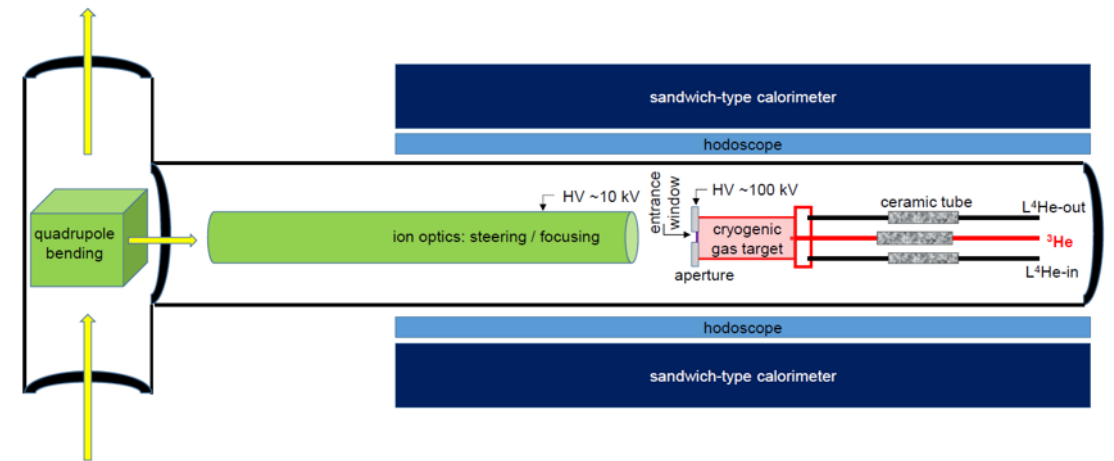 sandwich-type calorimeter
hodoscope
quadrupole
bending
HV ~10 kV
ion optics: steering / focusing
entrance
window
HV ~100 kV
cryogenic
gas target
aperture
ceramic tube
L⁴He-out
³He
L⁴He-in
hodoscope
sandwich-type calorimeter